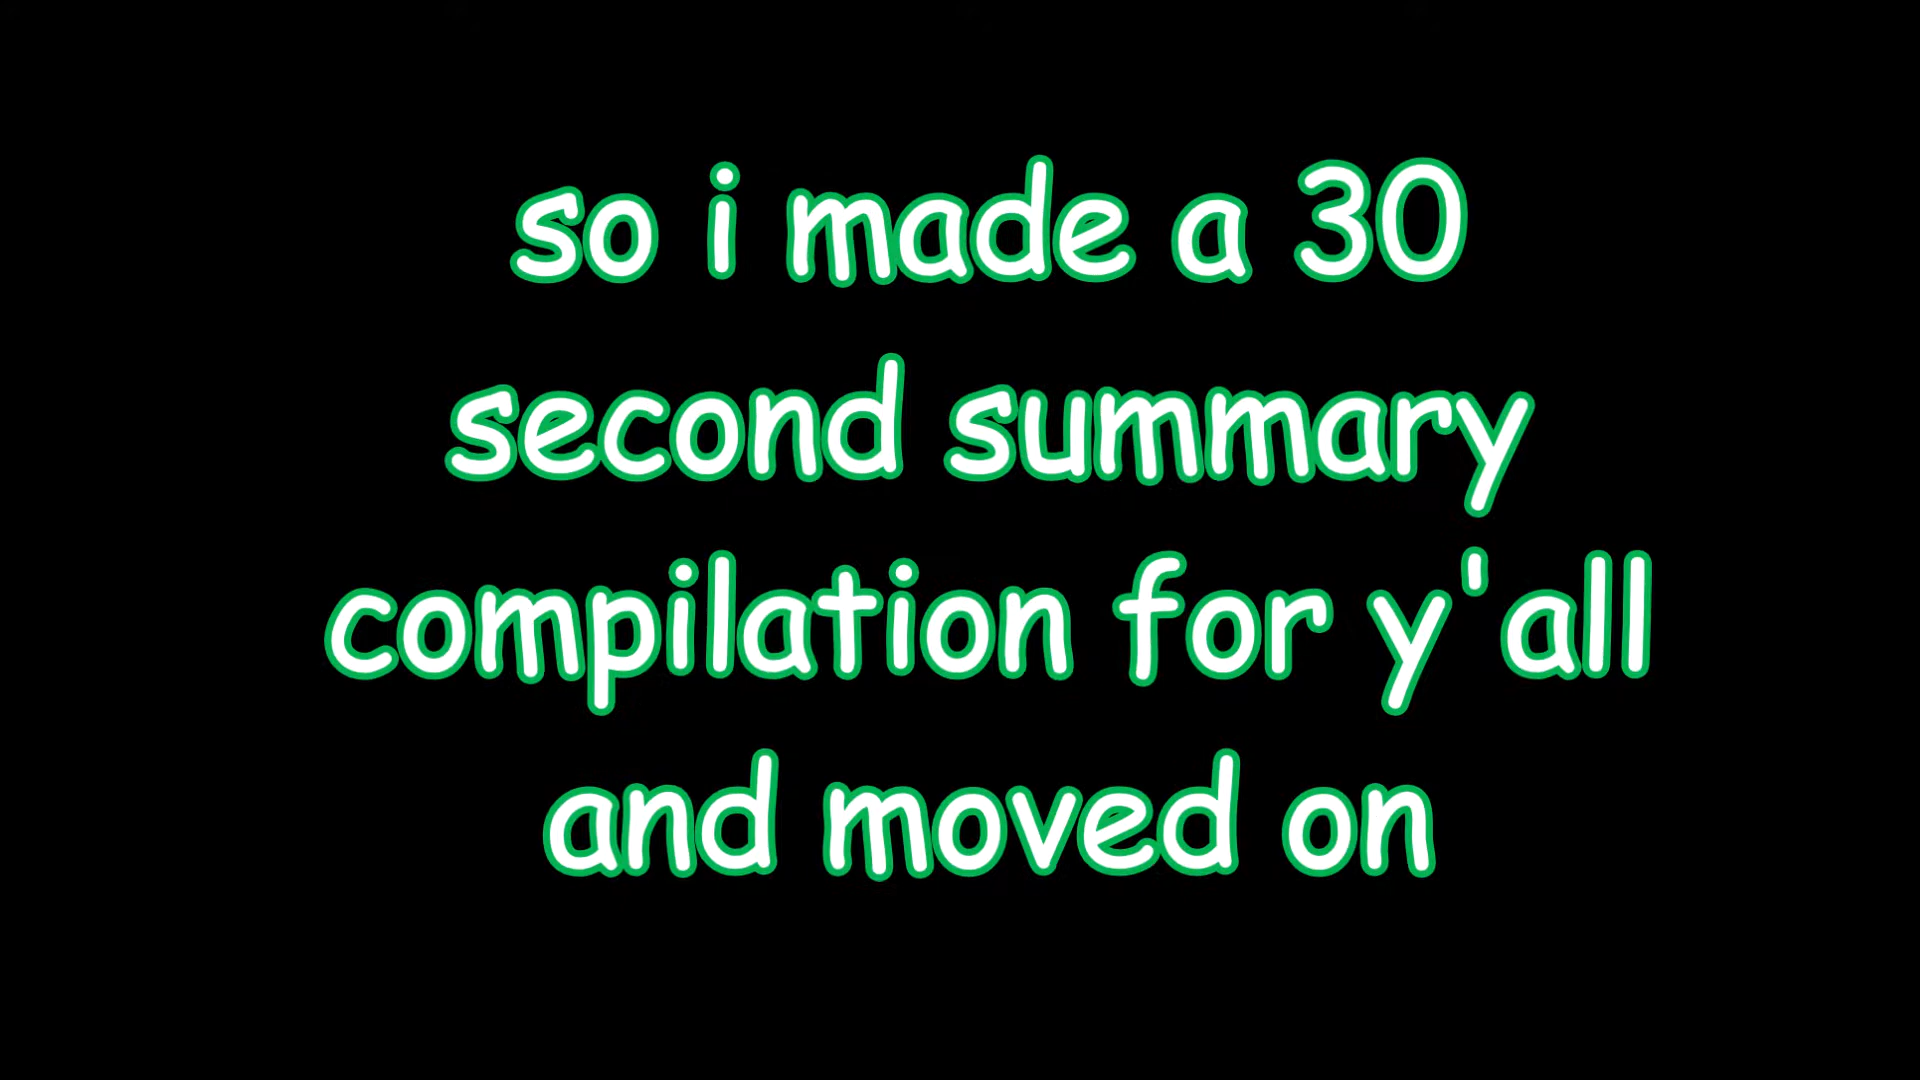 so i made a 30
second summary
compilation for y'all
and moved on